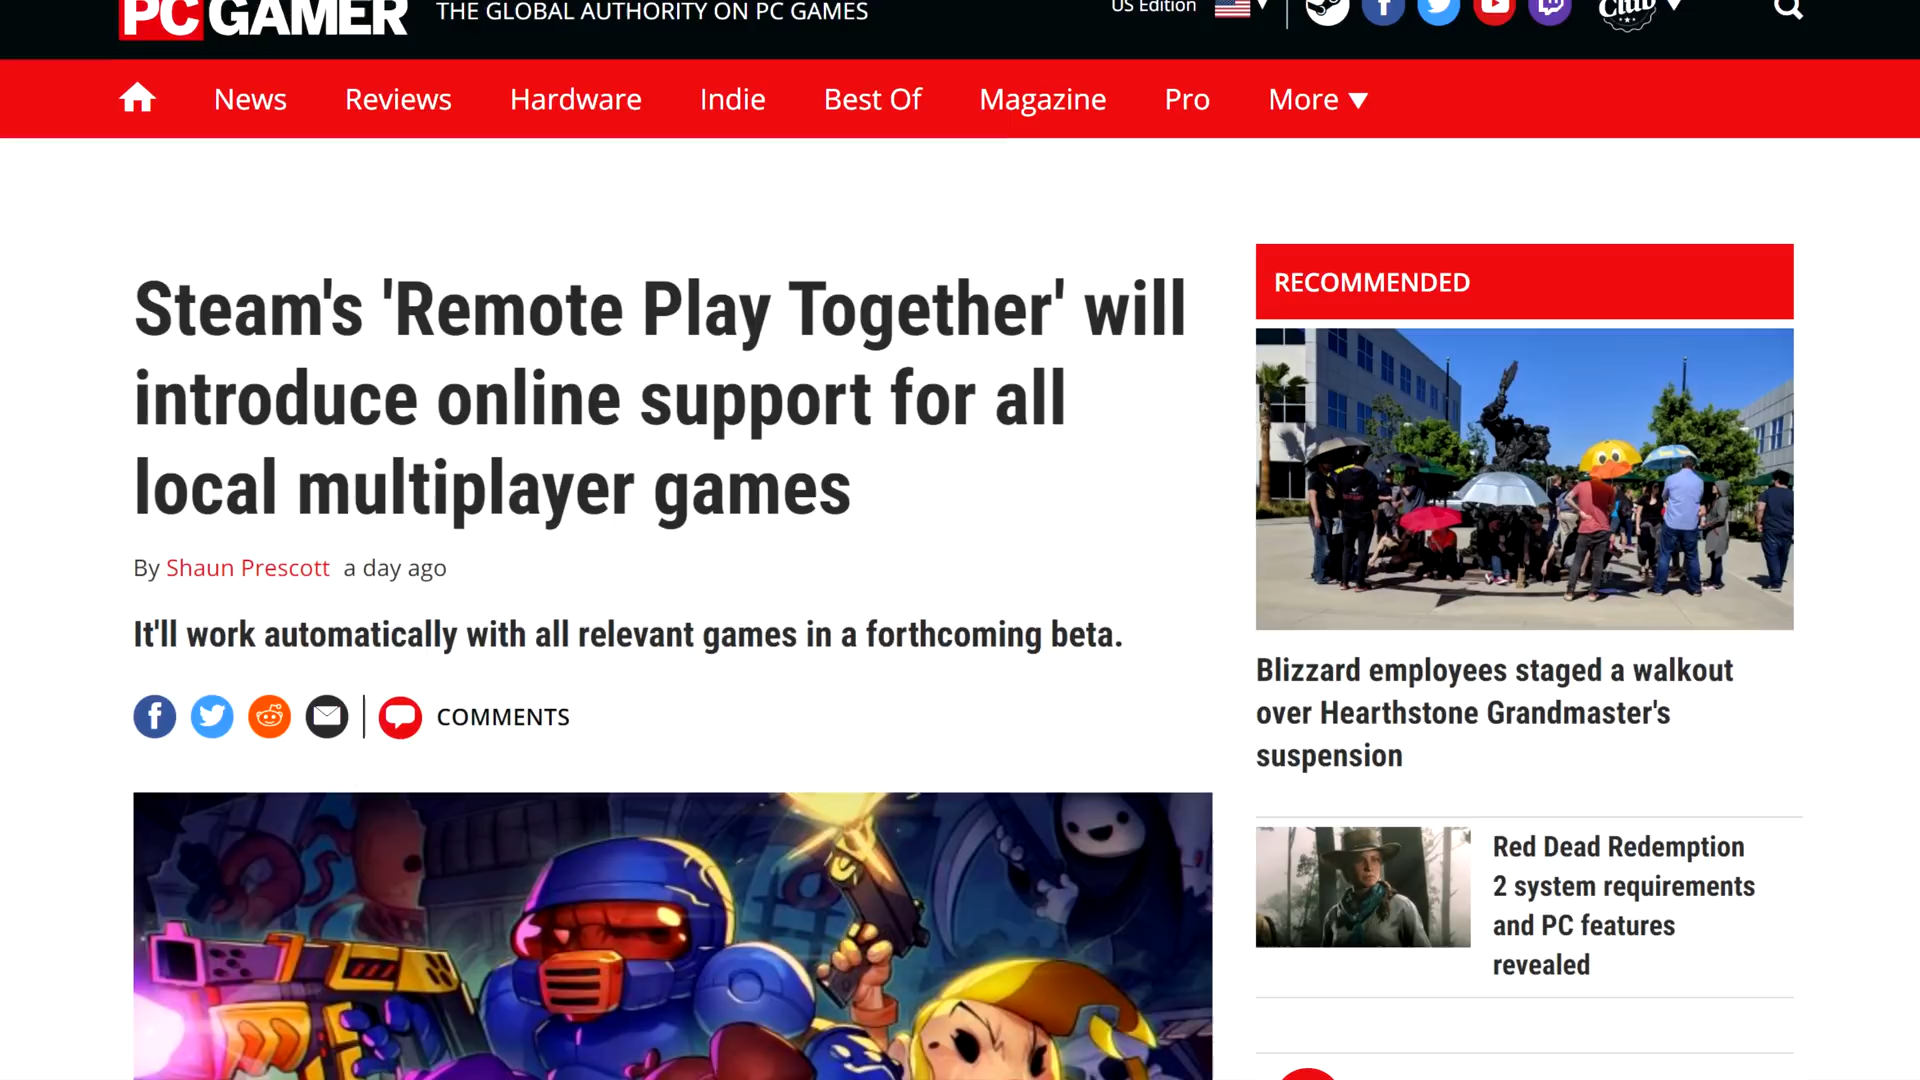 PC GAMER
THE GLOBAL AUTHORITY ON PC GAMES
US Edition
Club
News
Reviews
Hardware
Indie
Best Of
Magazine
Pro
More
Steam's 'Remote Play Together' will
introduce online support for all
local multiplayer games
By Shaun Prescott a day ago
It'll work automatically with all relevant games in a forthcoming beta.
COMMENTS
RECOMMENDED
Blizzard employees staged a walkout
over Hearthstone Grandmaster's
suspension
Red Dead Redemption
2 system requirements
and PC features
revealed